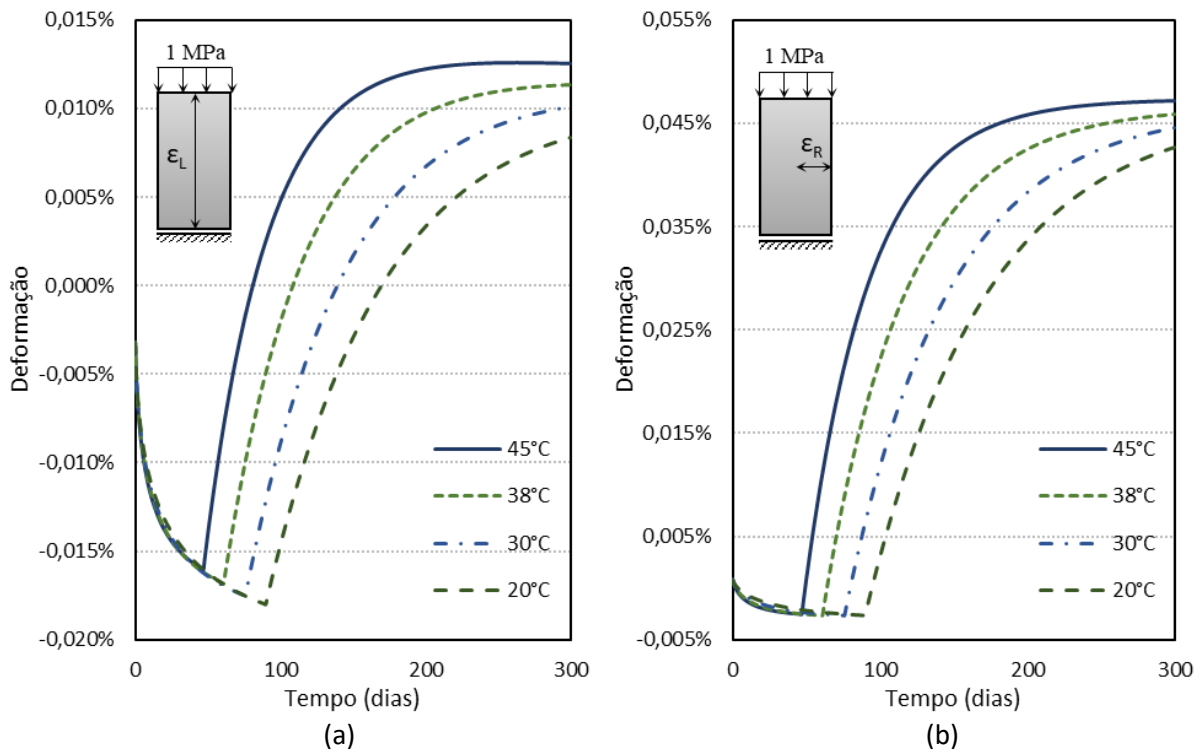 0,015%
0,010%
0,005%
0,000%
-0,005%
-0,010%
-0,015%
-0,020%
Deformação
1 MPa
εL
45°C
38°C
30°C
20°C
0
100
200
300
Tempo (dias)
(a)
0,055%
0,045%
0,035%
0,025%
0,015%
0,005%
-0,005%
Deformação
1 MPa
εR
45°C
38°C
30°C
20°C
0
100
200
300
Tempo (dias)
(b)